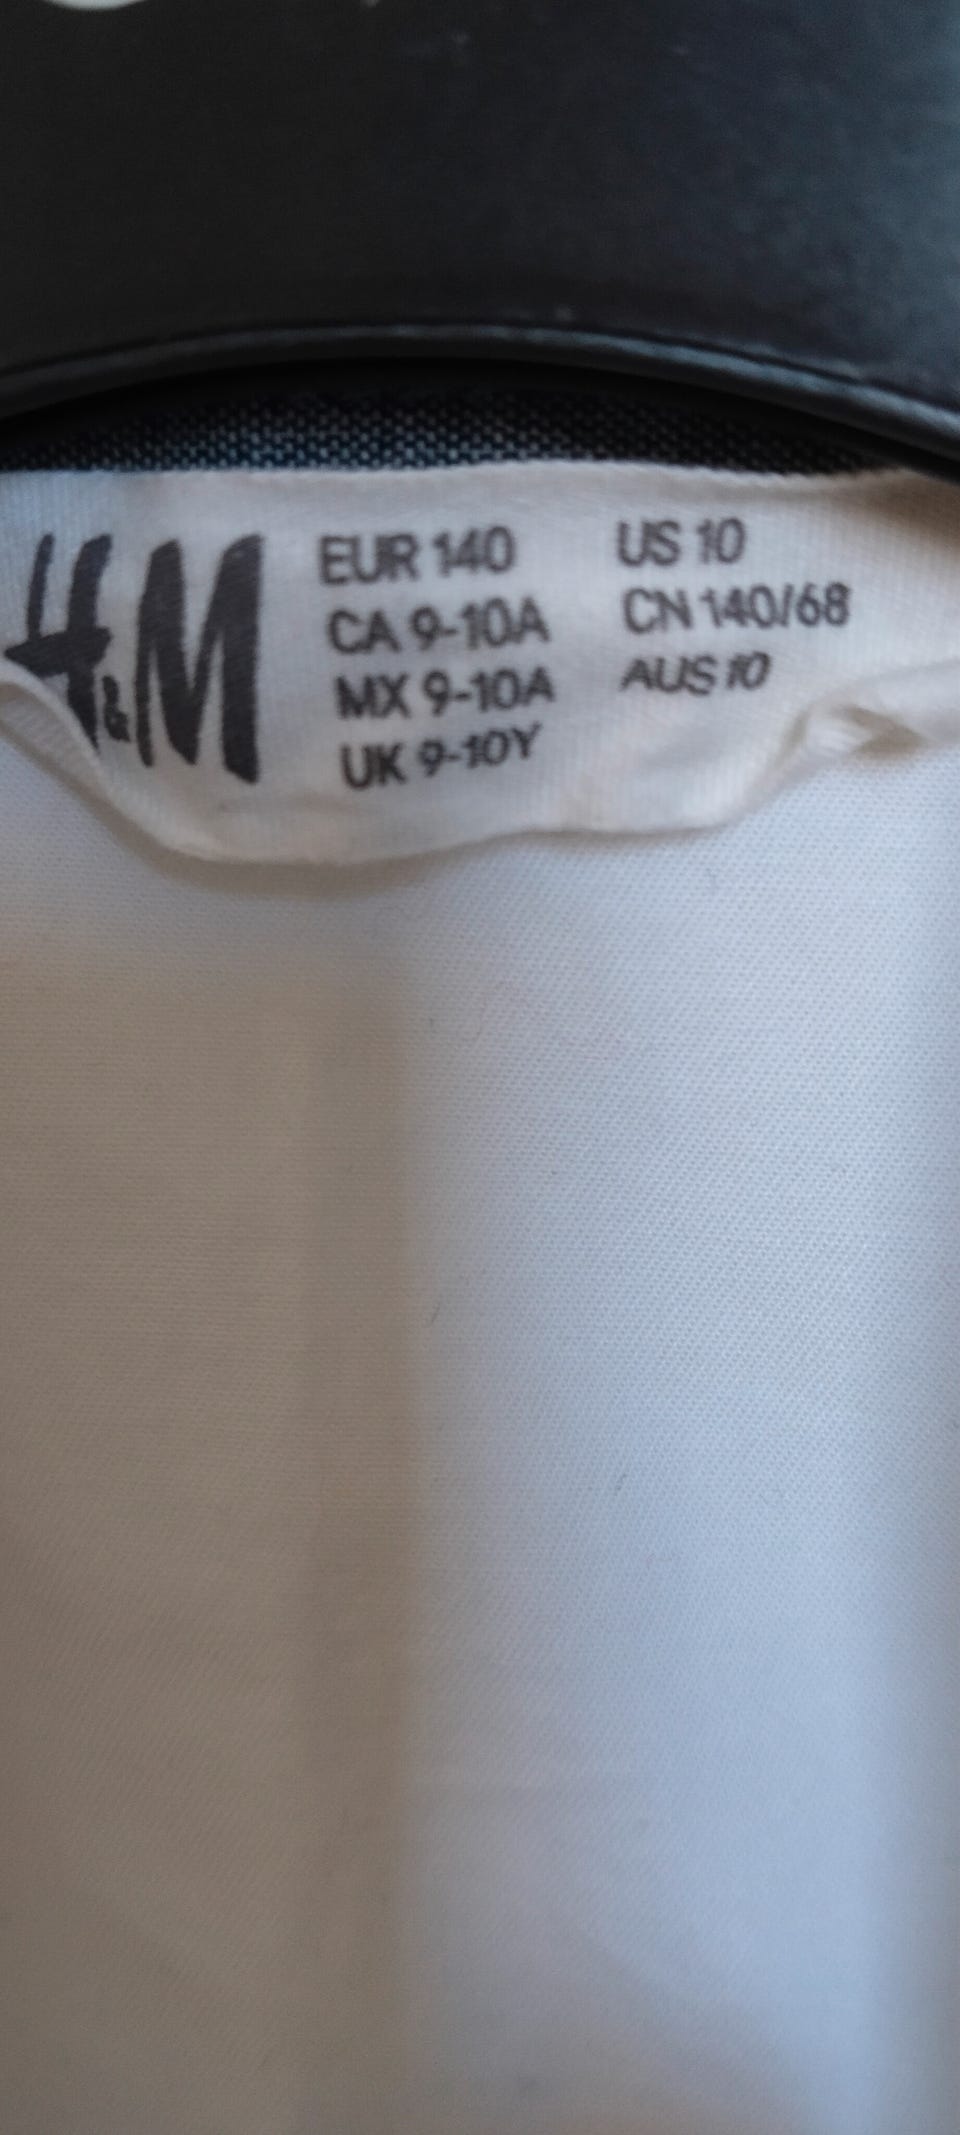 H&M
EUR 140
CA 9-10A
MX 9-10A
UK 9-10Y
US 10
CN 140/68
AUS 10